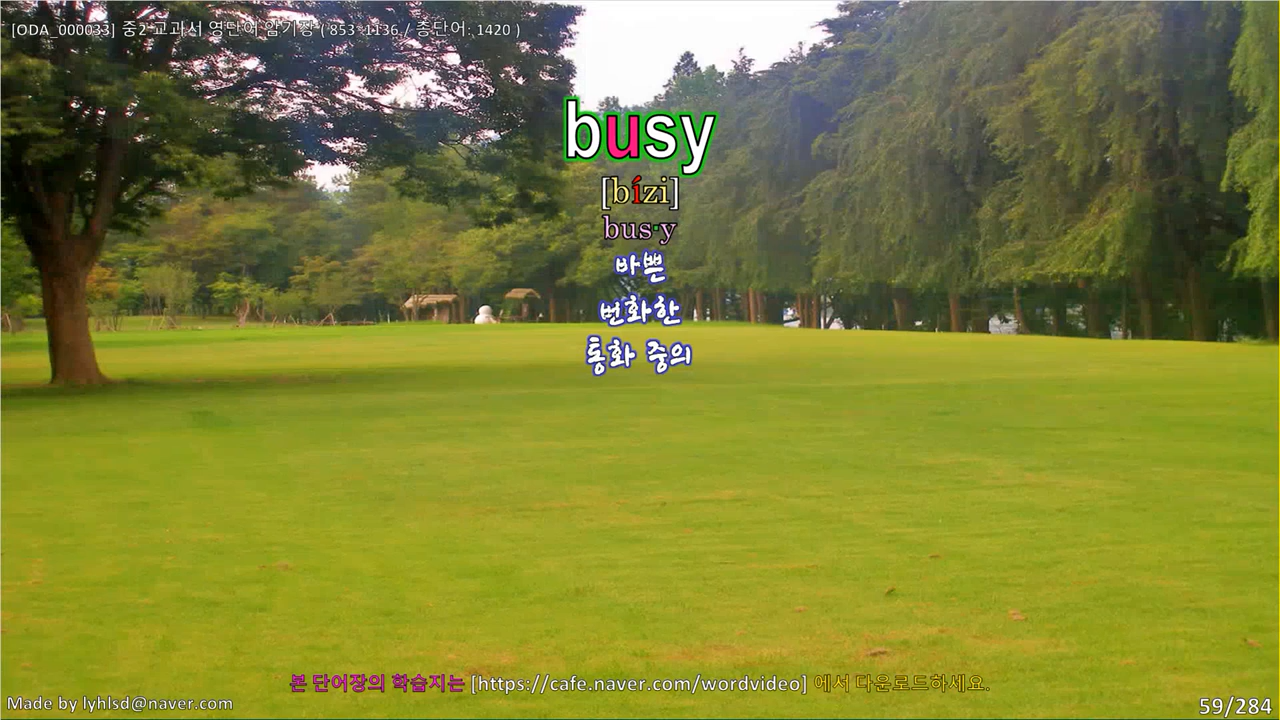 [ODA_000033] 중2 교과서 영단어 암기장 ( 853~1136 / 총단어: 1420 )
busy
[bízi]
bus·y
바쁜
번화한
통화 중의
본 단어장의 학습지는 [https://cafe.naver.com/wordvideo] 에서 다운로드하세요.
Made by lyhlsd@naver.com
59/284